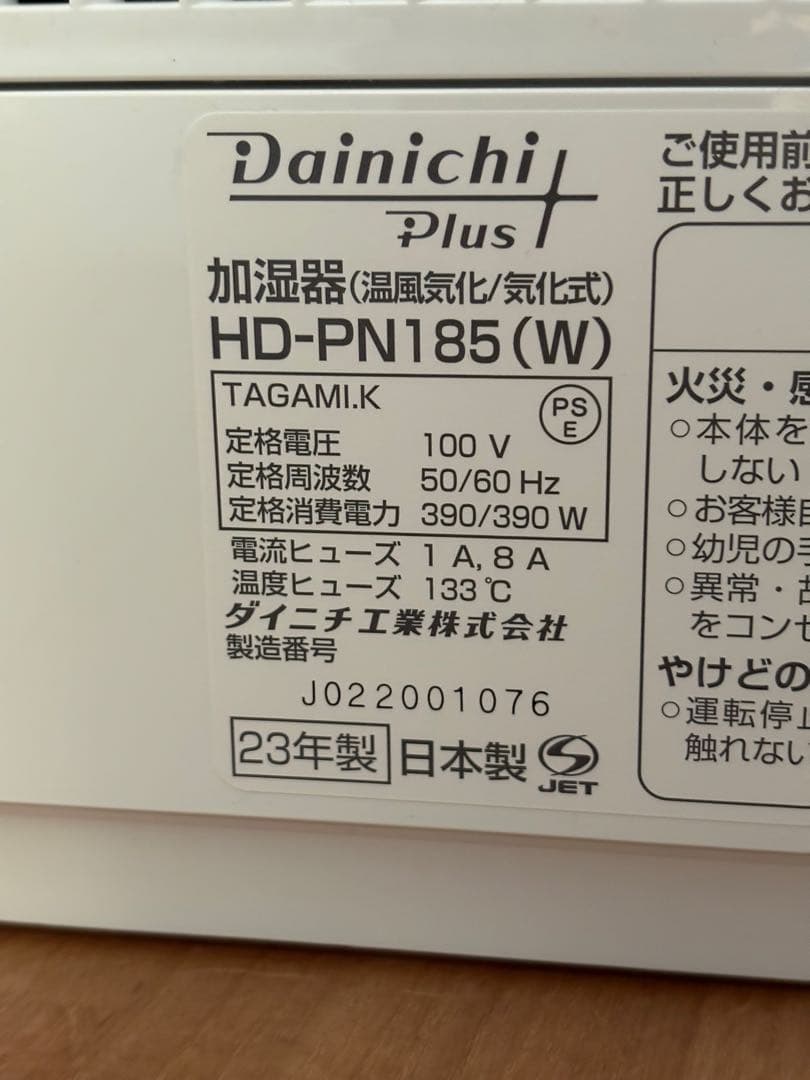 Dainichi
Plus
加湿器(温風気化/気化式)
HD-PN185(W)
TAGAMI.K
PS
E
定格電圧 100 V
定格周波数 50/60 Hz
定格消費電力 390/390 W
電流ヒューズ 1 A, 8 A
温度ヒューズ 133℃
ダイニチ工業株式会社
製造番号
J022001076
23年製 日本製
JET
ご使用前
正しくお
火災・感
○本体を
しない
○お客様自
○幼児の手
○異常・故
をコンセ
やけどの
○運転停止
触れない